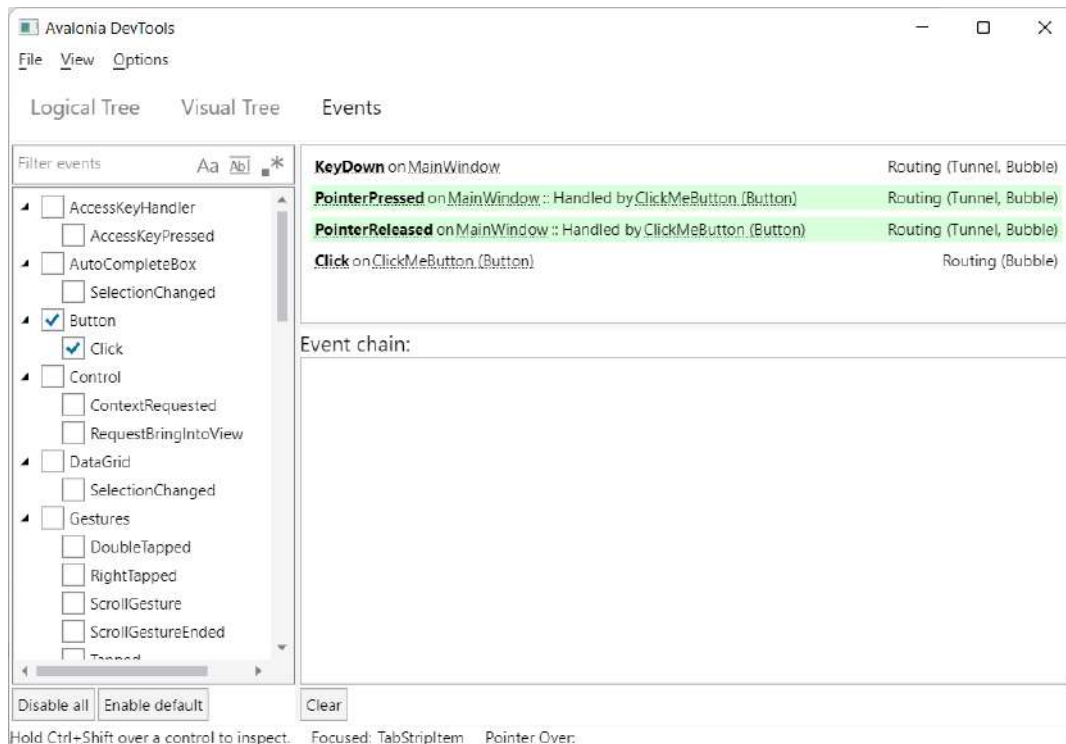 Avalonia DevTools
File View Options
Logical Tree Visual Tree Events
Filter events Aa Abl .*
AccessKeyHandler
AccessKeyPressed
AutoCompleteBox
SelectionChanged
Button
Click
Control
ContextRequested
RequestBringIntoView
DataGrid
SelectionChanged
Gestures
DoubleTapped
RightTapped
ScrollGesture
ScrollGestureEnded
Tapped
Disable all Enable default
KeyDown on MainWindow Routing (Tunnel, Bubble)
PointerPressed on MainWindow :: Handled by ClickMeButton (Button) Routing (Tunnel, Bubble)
PointerReleased on MainWindow :: Handled by ClickMeButton (Button) Routing (Tunnel, Bubble)
Click on ClickMeButton (Button) Routing (Bubble)
Event chain:
Clear
Hold Ctrl+Shift over a control to inspect. Focused: TabStripItem Pointer Over: